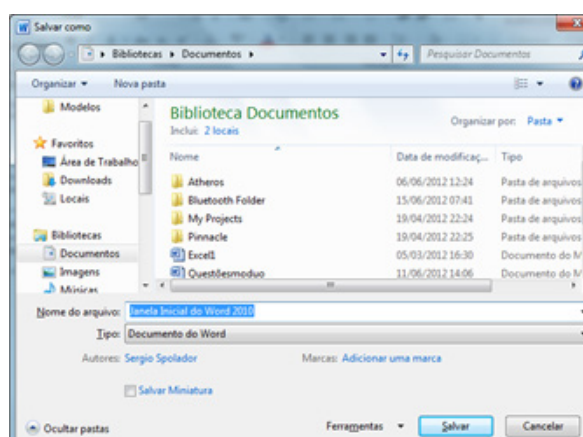 Salvar como
Bibliotecas ▸ Documentos ▸
Pesquisar Documentos
Organizar ▾ Nova pasta
Modelos
Favoritos
Área de Trabalho
Downloads
Locais
Bibliotecas
Documentos
Imagens
Músicas
Biblioteca Documentos
Inclui: 2 locais
Organizar por: Pasta ▾
Nome Data de modificaç... Tipo
Atheros 06/06/2012 12:24 Pasta de arquivos
Bluetooth Folder 15/06/2012 07:41 Pasta de arquivos
My Projects 19/04/2012 22:24 Pasta de arquivos
Pinnacle 19/04/2012 22:25 Pasta de arquivos
Excel1 05/03/2012 16:30 Documento do M
Questõesmoduo 11/06/2012 14:06 Documento do M
Nome do arquivo: Janela Inicial do Word 2010
Tipo: Documento do Word
Autores: Sergio Spolador Marcas: Adicionar uma marca
Salvar Miniatura
Ocultar pastas Ferramentas ▾ Salvar Cancelar